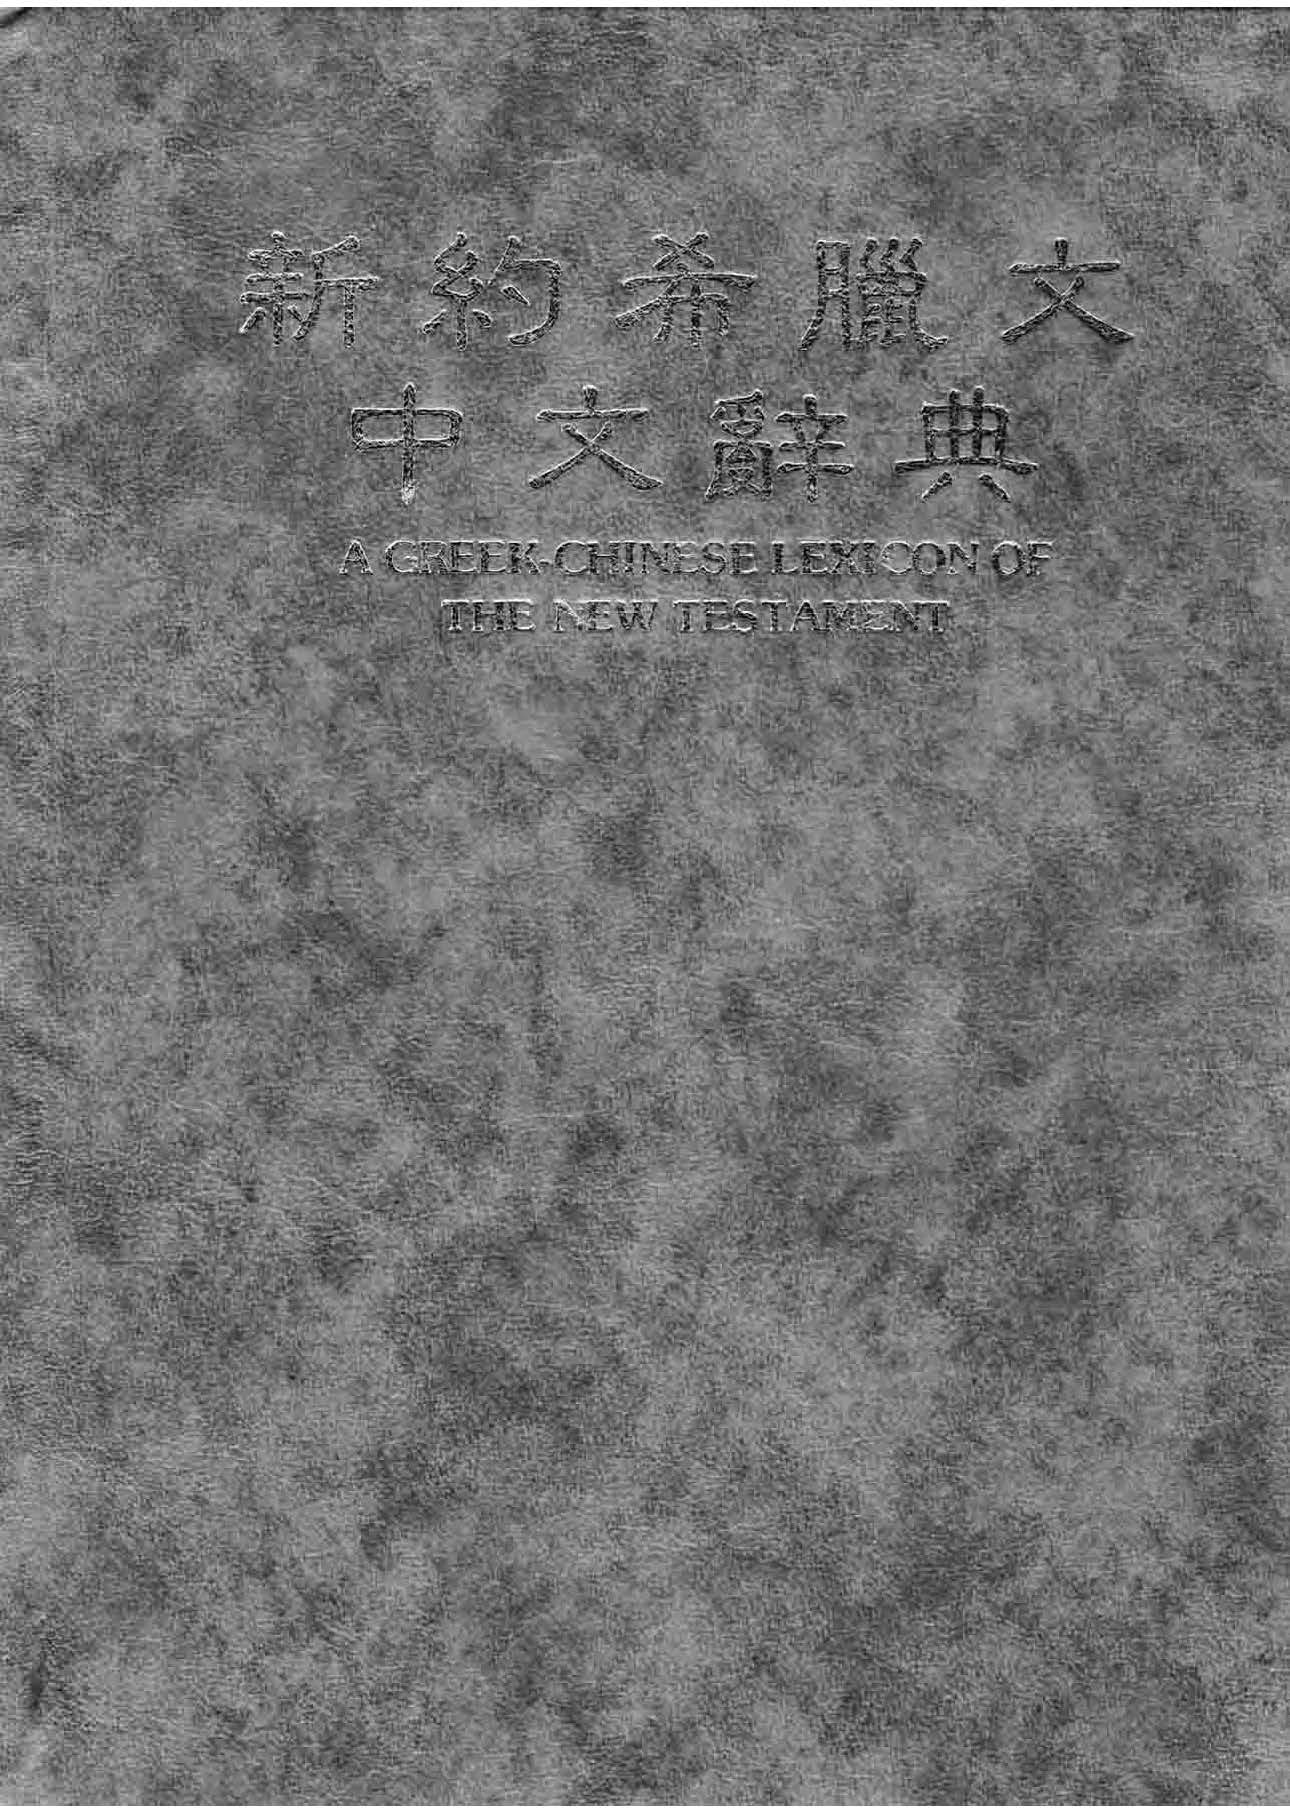 新約希臘文
中文辭典
A GREEK-CHINESE LEXICON OF
THE NEW TESTAMENT